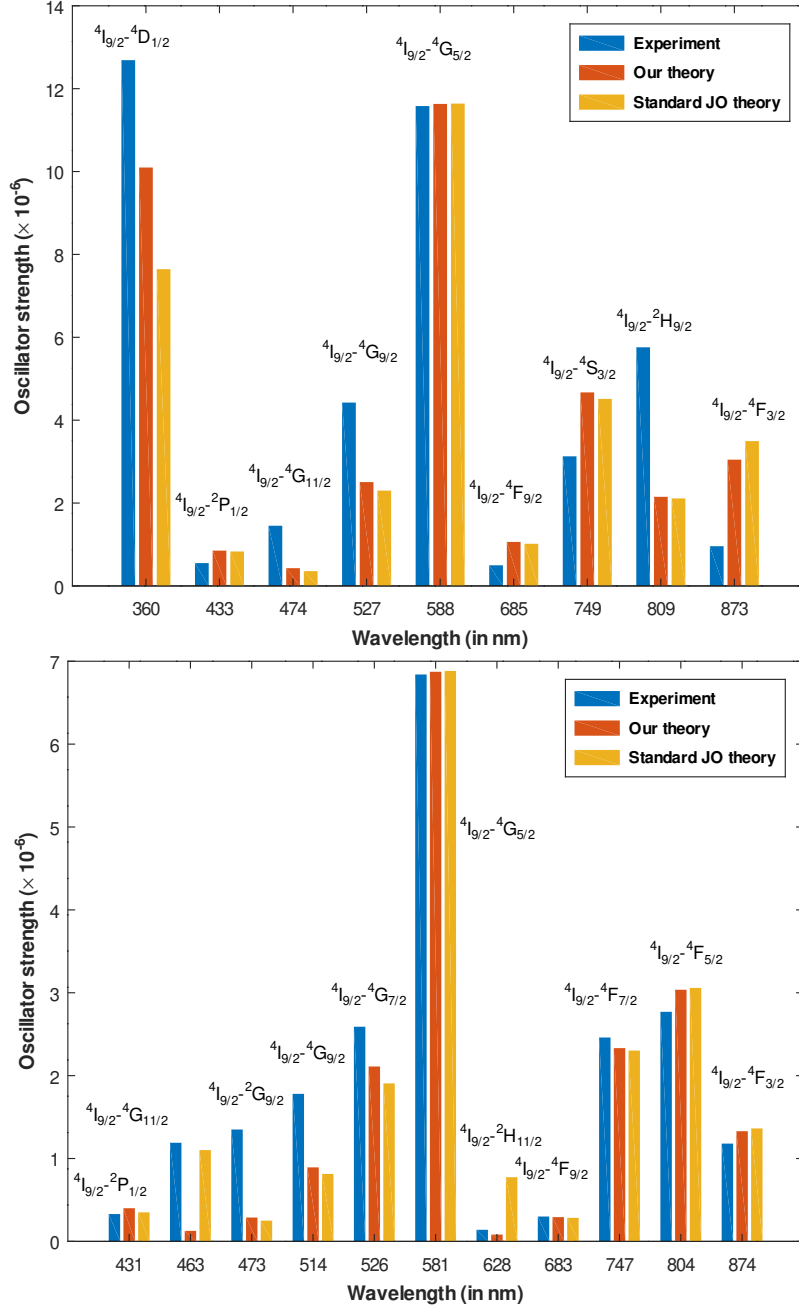 14
12
10
8
6
4
2
0
Oscillator strength (× 10⁻⁶)
⁴I₉/₂-⁴D₁/₂
⁴I₉/₂-²P₁/₂
⁴I₉/₂-⁴G₁₁/₂
⁴I₉/₂-⁴G₉/₂
⁴I₉/₂-⁴G₅/₂
⁴I₉/₂-⁴F₉/₂
⁴I₉/₂-⁴S₃/₂
⁴I₉/₂-²H₉/₂
⁴I₉/₂-⁴F₃/₂
Experiment
Our theory
Standard JO theory
360 433 474 527 588 685 749 809 873
Wavelength (in nm)
7
6
5
4
3
2
1
0
Oscillator strength (× 10⁻⁶)
⁴I₉/₂-²P₁/₂
⁴I₉/₂-⁴G₁₁/₂
⁴I₉/₂-²G₉/₂
⁴I₉/₂-⁴G₉/₂
⁴I₉/₂-⁴G₇/₂
⁴I₉/₂-⁴G₅/₂
⁴I₉/₂-²H₁₁/₂
⁴I₉/₂-⁴F₉/₂
⁴I₉/₂-⁴F₇/₂
⁴I₉/₂-⁴F₅/₂
⁴I₉/₂-⁴F₃/₂
Experiment
Our theory
Standard JO theory
431 463 473 514 526 581 628 683 747 804 874
Wavelength (in nm)